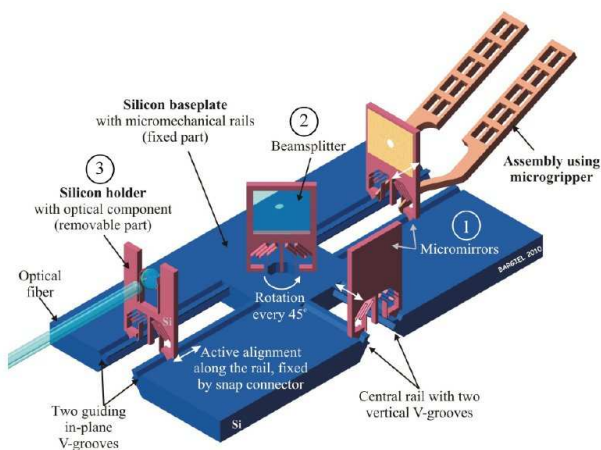 Silicon baseplate
with micromechanical rails
(fixed part)
2
Beamsplitter
Assembly using
microgripper
3
Silicon holder
with optical component
(removable part)
1
Micromirrors
BARGIEL 2010
Optical
fiber
Rotation
every 45°
Si
Active alignment
along the rail, fixed
by snap connector
Two guiding
in-plane
V-grooves
Si
Central rail with two
vertical V-grooves